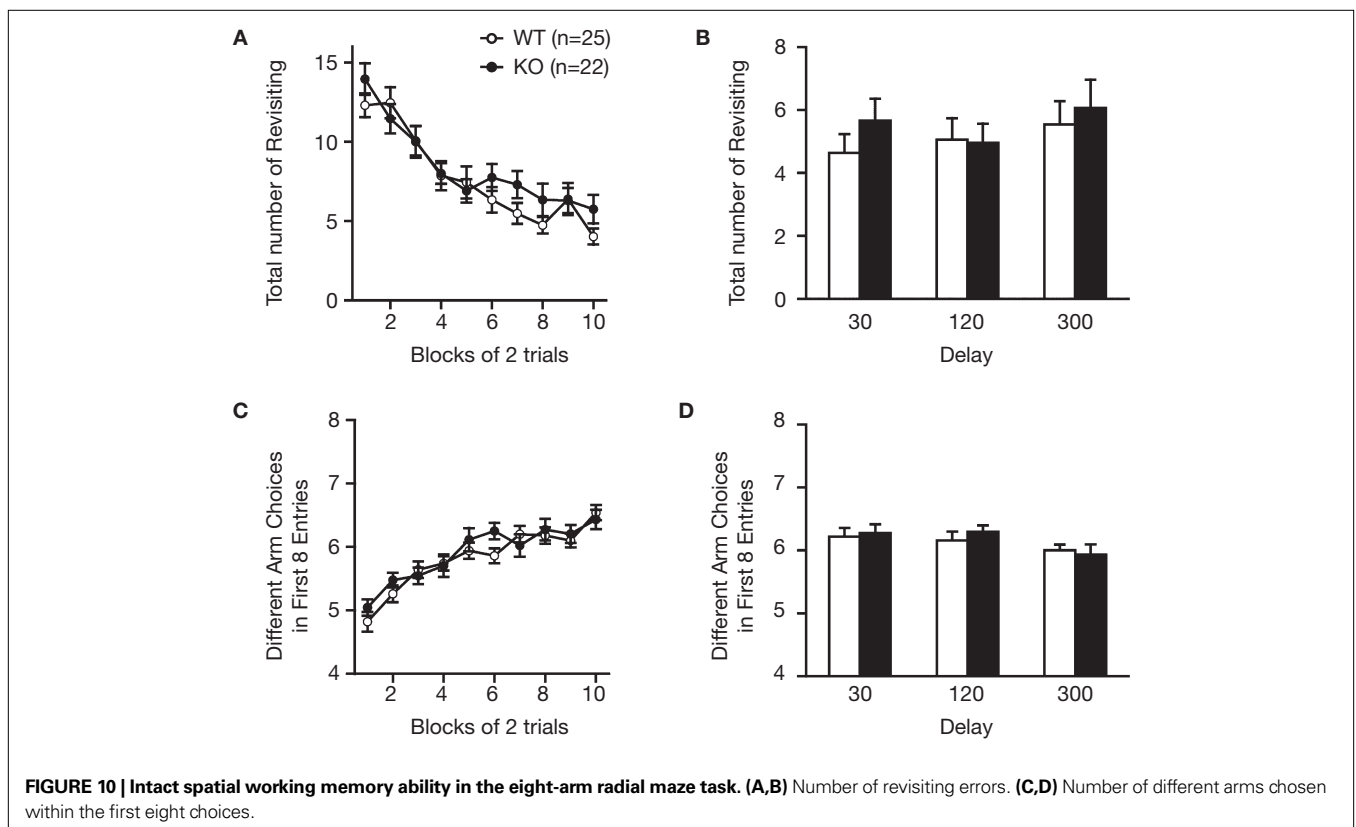 A
WT (n=25)
KO (n=22)
Total number of Revisiting
15
10
5
0
2 4 6 8 10
Blocks of 2 trials
B
Total number of Revisiting
8
6
4
2
0
30 120 300
Delay
C
Different Arm Choices
in First 8 Entries
8
7
6
5
4
2 4 6 8 10
Blocks of 2 trials
D
Different Arm Choices
in First 8 Entries
8
7
6
5
4
30 120 300
Delay
FIGURE 10 | Intact spatial working memory ability in the eight-arm radial maze task. (A,B) Number of revisiting errors. (C,D) Number of different arms chosen
within the first eight choices.